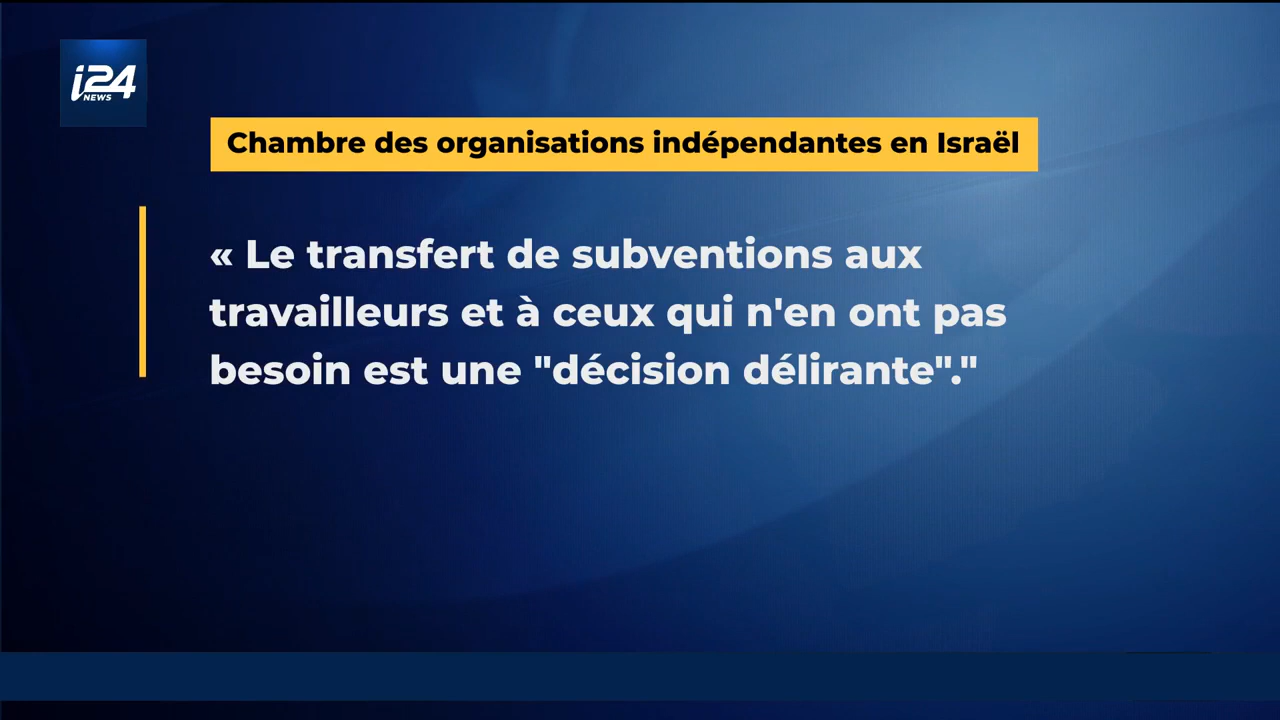 i24
NEWS
Chambre des organisations indépendantes en Israël
« Le transfert de subventions aux
travailleurs et à ceux qui n'en ont pas
besoin est une "décision délirante"."